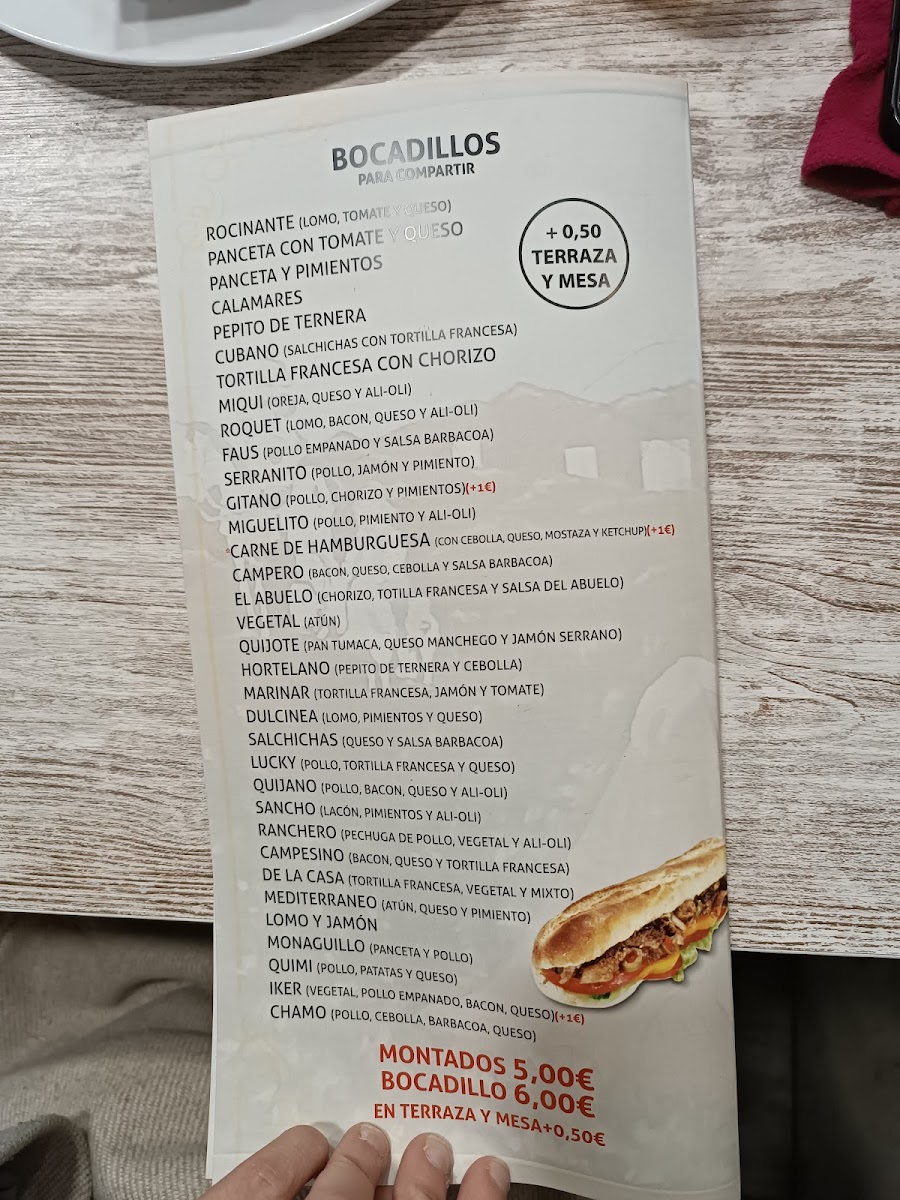 BOCADILLOS
PARA COMPARTIR
+ 0,50
TERRAZA
Y MESA
ROCINANTE (LOMO, TOMATE Y QUESO)
PANCETA CON TOMATE Y QUESO
PANCETA Y PIMIENTOS
CALAMARES
PEPITO DE TERNERA
CUBANO (SALCHICHAS CON TORTILLA FRANCESA)
TORTILLA FRANCESA CON CHORIZO
MIQUI (OREJA, QUESO Y ALI-OLI)
ROQUET (LOMO, BACON, QUESO Y ALI-OLI)
FAUS (POLLO EMPANADO Y SALSA BARBACOA)
SERRANITO (POLLO, JAMÓN Y PIMIENTO)
GITANO (POLLO, CHORIZO Y PIMIENTOS)(+1€)
MIGUELITO (POLLO, PIMIENTO Y ALI-OLI)
*CARNE DE HAMBURGUESA (CON CEBOLLA, QUESO, MOSTAZA Y KETCHUP)(+1€)
CAMPERO (BACON, QUESO, CEBOLLA Y SALSA BARBACOA)
EL ABUELO (CHORIZO, TOTILLA FRANCESA Y SALSA DEL ABUELO)
VEGETAL (ATÚN)
QUIJOTE (PAN TUMACA, QUESO MANCHEGO Y JAMÓN SERRANO)
HORTELANO (PEPITO DE TERNERA Y CEBOLLA)
MARINAR (TORTILLA FRANCESA, JAMÓN Y TOMATE)
DULCINEA (LOMO, PIMIENTOS Y QUESO)
SALCHICHAS (QUESO Y SALSA BARBACOA)
LUCKY (POLLO, TORTILLA FRANCESA Y QUESO)
QUIJANO (POLLO, BACON, QUESO Y ALI-OLI)
SANCHO (LACÓN, PIMIENTOS Y ALI-OLI)
RANCHERO (PECHUGA DE POLLO, VEGETAL Y ALI-OLI)
CAMPESINO (BACON, QUESO Y TORTILLA FRANCESA)
DE LA CASA (TORTILLA FRANCESA, VEGETAL Y MIXTO)
MEDITERRANEO (ATÚN, QUESO Y PIMIENTO)
LOMO Y JAMÓN
MONAGUILLO (PANCETA Y POLLO)
QUIMI (POLLO, PATATAS Y QUESO)
IKER (VEGETAL, POLLO EMPANADO, BACON, QUESO)(+1€)
CHAMO (POLLO, CEBOLLA, BARBACOA, QUESO)
MONTADOS 5,00€
BOCADILLO 6,00€
EN TERRAZA Y MESA+0,50€